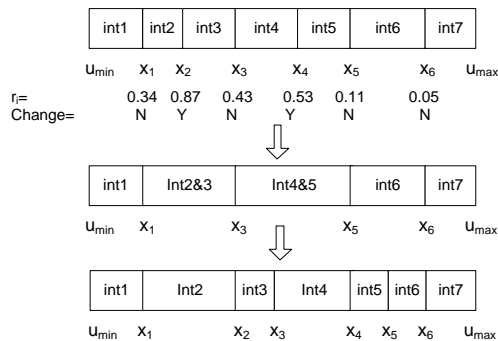 int1 int2 int3 int4 int5 int6 int7
u_min x_1 x_2 x_3 x_4 x_5 x_6 u_max
r_i= 0.34 0.87 0.43 0.53 0.11 0.05
Change= N Y N Y N N
int1 Int2&3 Int4&5 int6 int7
u_min x_1 x_3 x_5 x_6 u_max
int1 Int2 int3 Int4 int5 int6 int7
u_min x_1 x_2 x_3 x_4 x_5 x_6 u_max